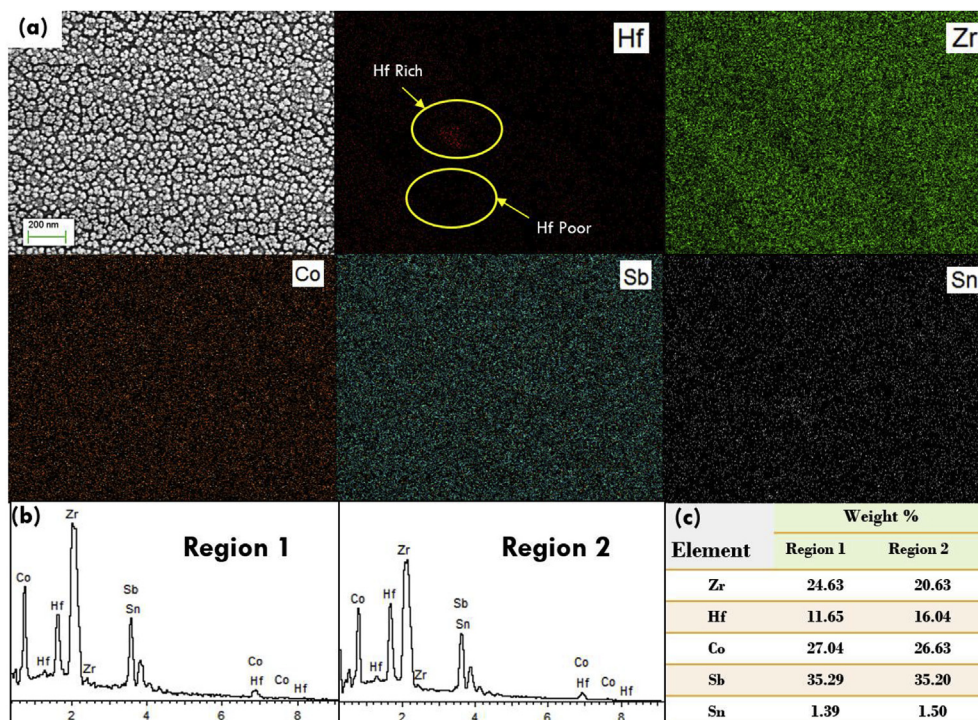 (a)
Hf
Zr
Hf Rich
Hf Poor
200 nm
Co
Sb
Sn
(b)
Region 1
Zr
Co
Hf
Hf
Zr
Sb
Sn
Co
Hf
Co
Hf
2
4
6
8
Region 2
Zr
Co
Hf
Hf
Zr
Sb
Sn
Co
Hf
Co
Hf
2
4
6
8
(c)
Weight %
Element Region 1 Region 2
Zr 24.63 20.63
Hf 11.65 16.04
Co 27.04 26.63
Sb 35.29 35.20
Sn 1.39 1.50